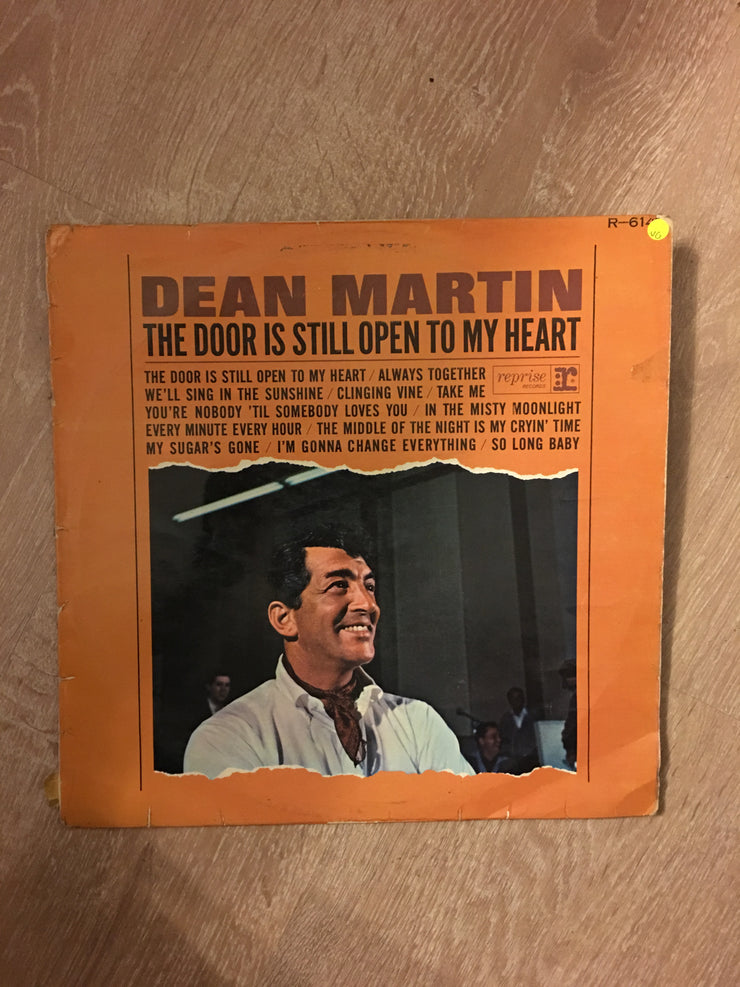 R—614
VG
DEAN MARTIN
THE DOOR IS STILL OPEN TO MY HEART
THE DOOR IS STILL OPEN TO MY HEART / ALWAYS TOGETHER
WE'LL SING IN THE SUNSHINE / CLINGING VINE / TAKE ME
reprise
RECORDS
r
YOU'RE NOBODY 'TIL SOMEBODY LOVES YOU / IN THE MISTY MOONLIGHT
EVERY MINUTE EVERY HOUR / THE MIDDLE OF THE NIGHT IS MY CRYIN' TIME
MY SUGAR'S GONE / I'M GONNA CHANGE EVERYTHING / SO LONG BABY